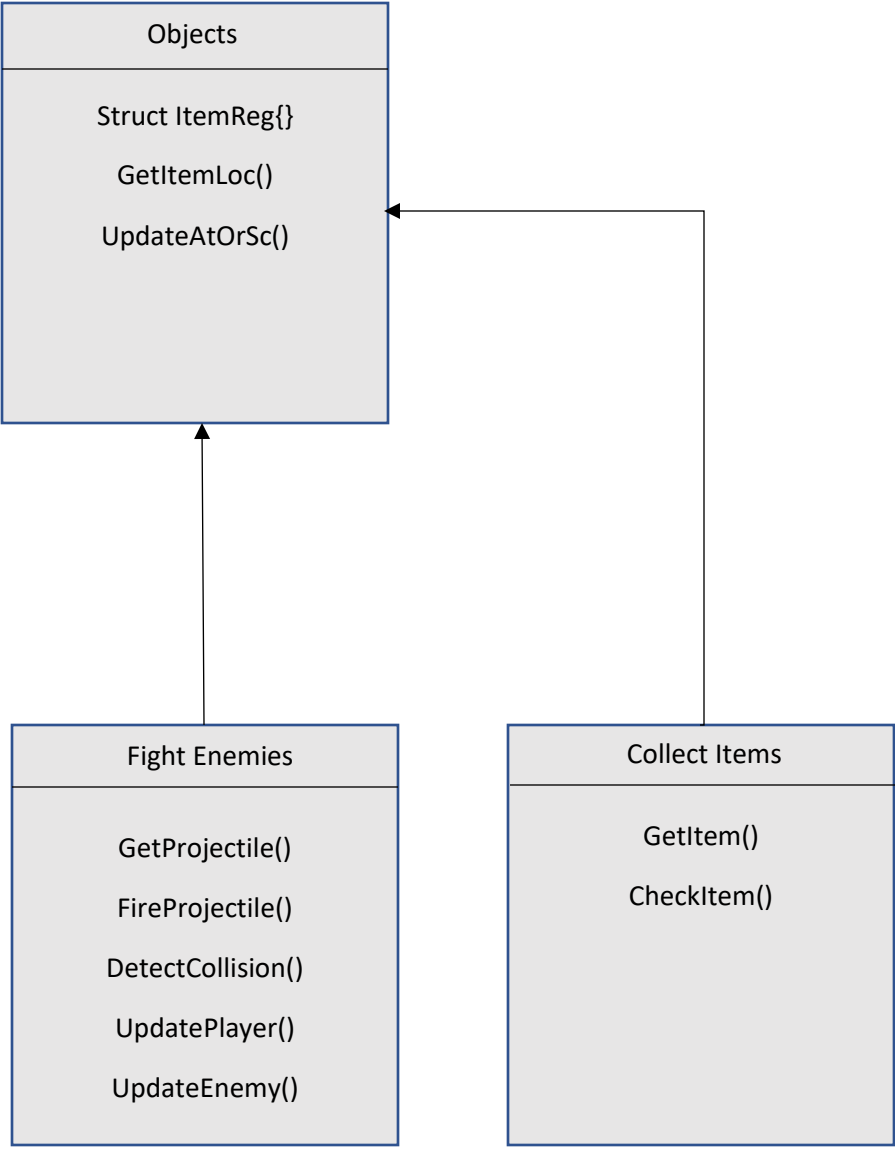 Objects
Struct ItemReg{}
GetItemLoc()
UpdateAtOrSc()
Fight Enemies
GetProjectile()
FireProjectile()
DetectCollision()
UpdatePlayer()
UpdateEnemy()
Collect Items
GetItem()
CheckItem()